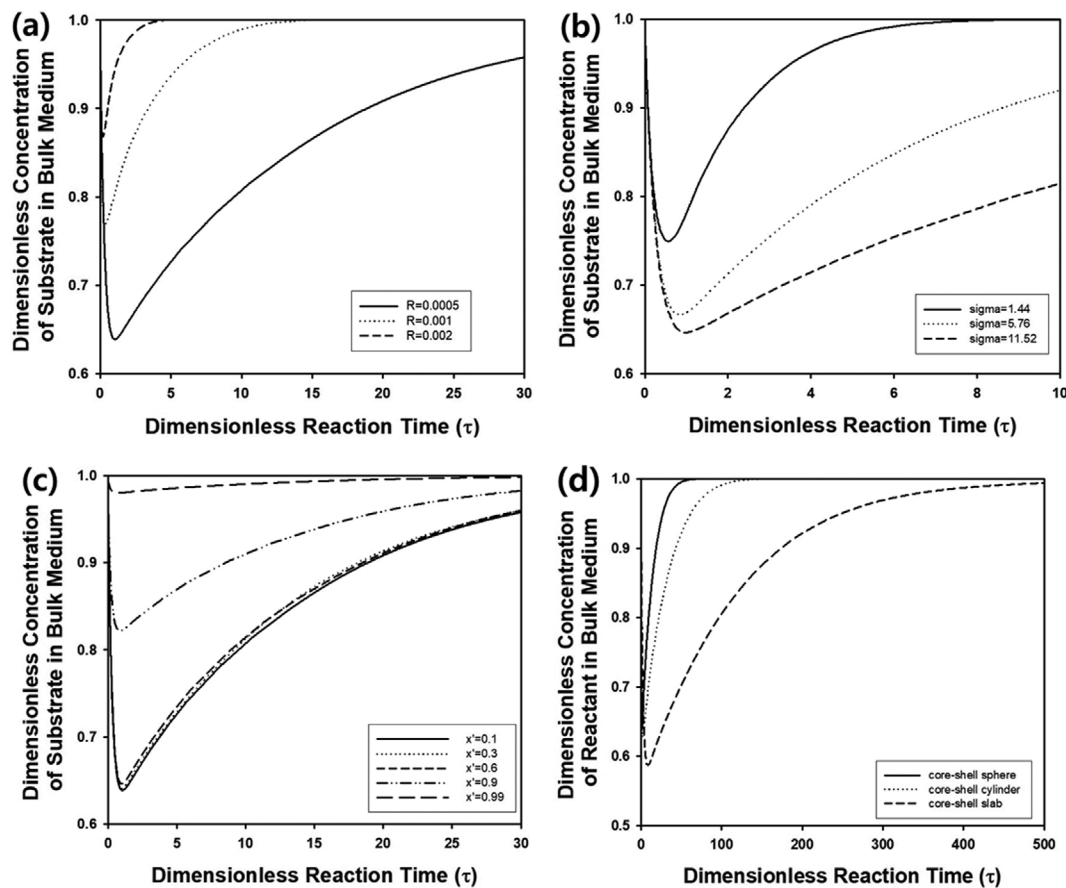 (a)
Dimensionless Concentration
of Substrate in Bulk Medium
1.0
0.9
0.8
0.7
0.6
R=0.0005
R=0.001
R=0.002
0 5 10 15 20 25 30
Dimensionless Reaction Time (τ)
(b)
Dimensionless Concentration
of Substrate in Bulk Medium
1.0
0.9
0.8
0.7
0.6
sigma=1.44
sigma=5.76
sigma=11.52
0 2 4 6 8 10
Dimensionless Reaction Time (τ)
(c)
Dimensionless Concentration
of Substrate in Bulk Medium
1.0
0.9
0.8
0.7
0.6
x'=0.1
x'=0.3
x'=0.6
x'=0.9
x'=0.99
0 5 10 15 20 25 30
Dimensionless Reaction Time (τ)
(d)
Dimensionless Concentration
of Reactant in Bulk Medium
1.0
0.9
0.8
0.7
0.6
0.5
core-shell sphere
core-shell cylinder
core-shell slab
0 100 200 300 400 500
Dimensionless Reaction Time (τ)